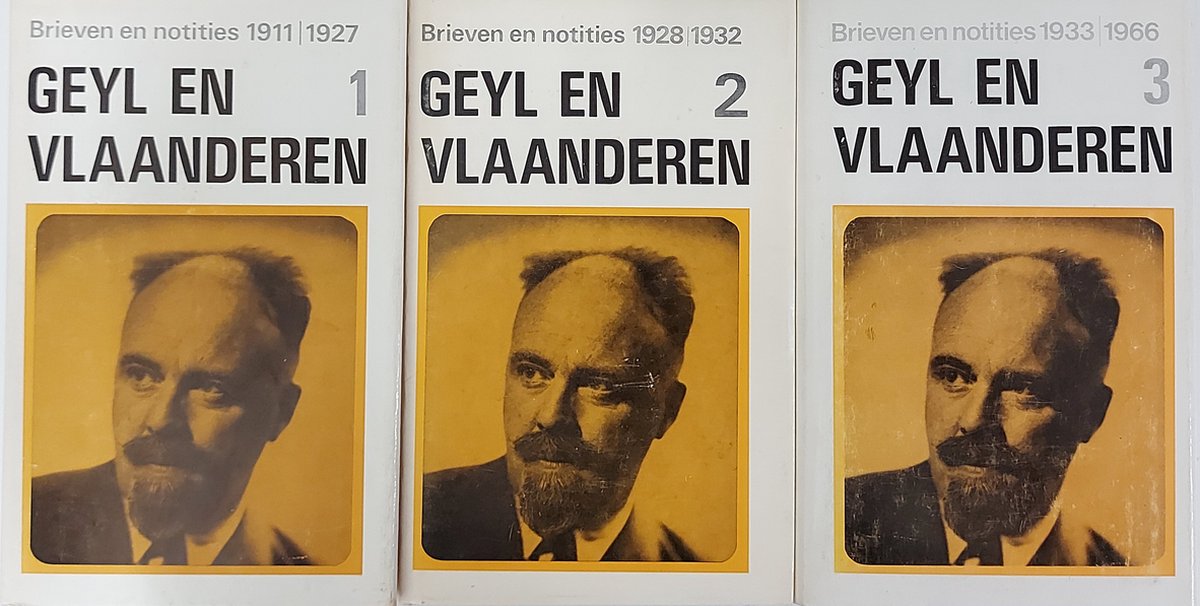 Brieven en notities 1911|1927
GEYL EN 1
VLAANDEREN
Brieven en notities 1928|1932
GEYL EN 2
VLAANDEREN
Brieven en notities 1933|1966
GEYL EN 3
VLAANDEREN